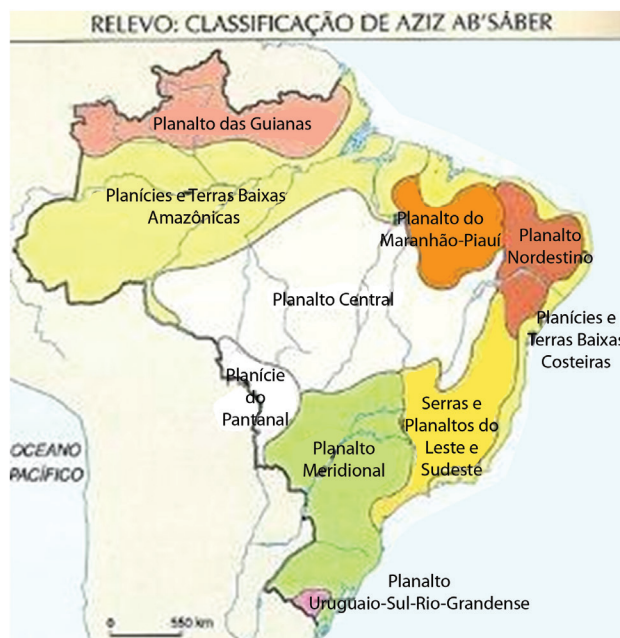 RELEVO: CLASSIFICAÇÃO DE AZIZ AB'SÁBER
Planalto das Guianas
Planícies e Terras Baixas
Amazônicas
Planalto do
Maranhão-Piauí
Planalto
Nordestino
Planalto Central
Planícies e
Terras Baixas
Costeiras
Planície
do
Pantanal
Serras e
Planaltos do
Leste e
Sudeste
Planalto
Meridional
OCEANO
PACÍFICO
Planalto
Uruguaio-Sul-Rio-Grandense
0 550 km